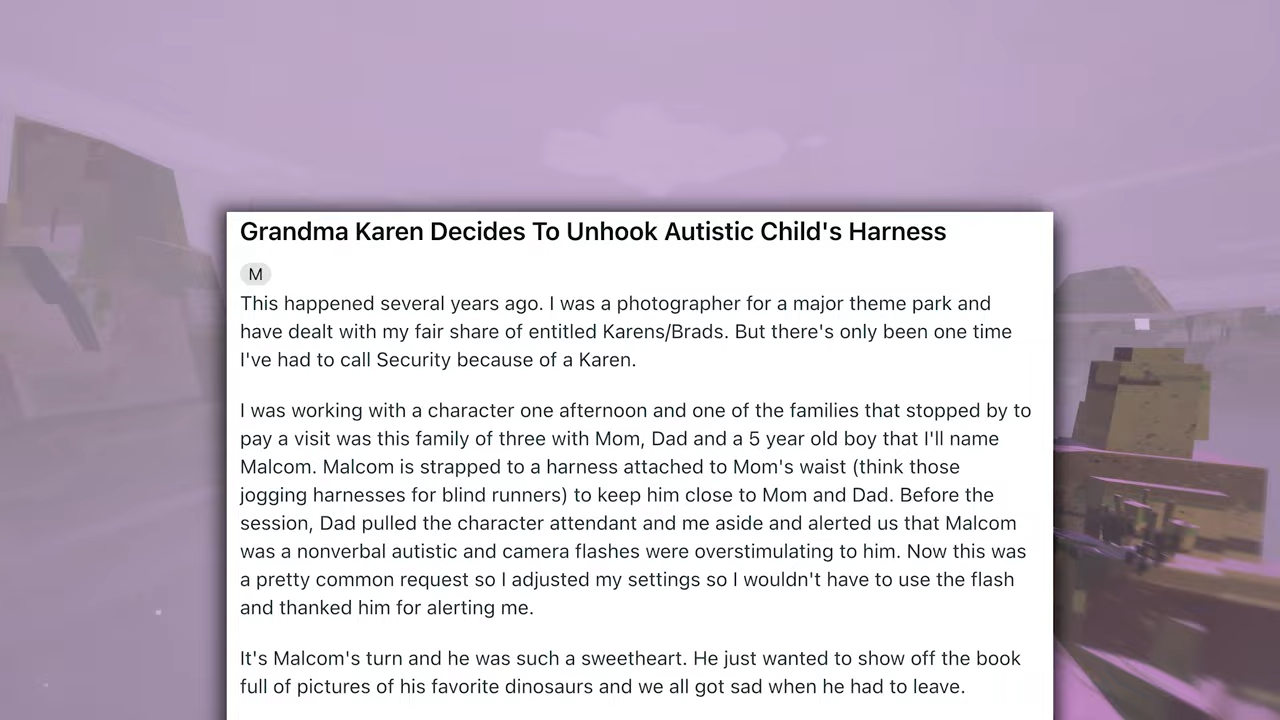 Grandma Karen Decides To Unhook Autistic Child's Harness
M
This happened several years ago. I was a photographer for a major theme park and
have dealt with my fair share of entitled Karens/Brads. But there's only been one time
I've had to call Security because of a Karen.
I was working with a character one afternoon and one of the families that stopped by to
pay a visit was this family of three with Mom, Dad and a 5 year old boy that I'll name
Malcom. Malcom is strapped to a harness attached to Mom's waist (think those
jogging harnesses for blind runners) to keep him close to Mom and Dad. Before the
session, Dad pulled the character attendant and me aside and alerted us that Malcom
was a nonverbal autistic and camera flashes were overstimulating to him. Now this was
a pretty common request so I adjusted my settings so I wouldn't have to use the flash
and thanked him for alerting me.
It's Malcom's turn and he was such a sweetheart. He just wanted to show off the book
full of pictures of his favorite dinosaurs and we all got sad when he had to leave.